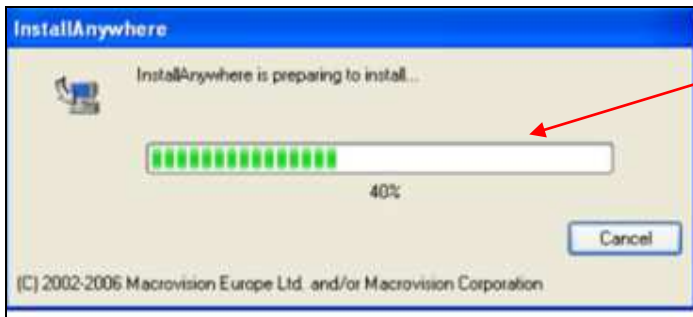 InstallAnywhere
InstallAnywhere is preparing to install...
40%
Cancel
(C) 2002-2006 Macrovision Europe Ltd. and/or Macrovision Corporation